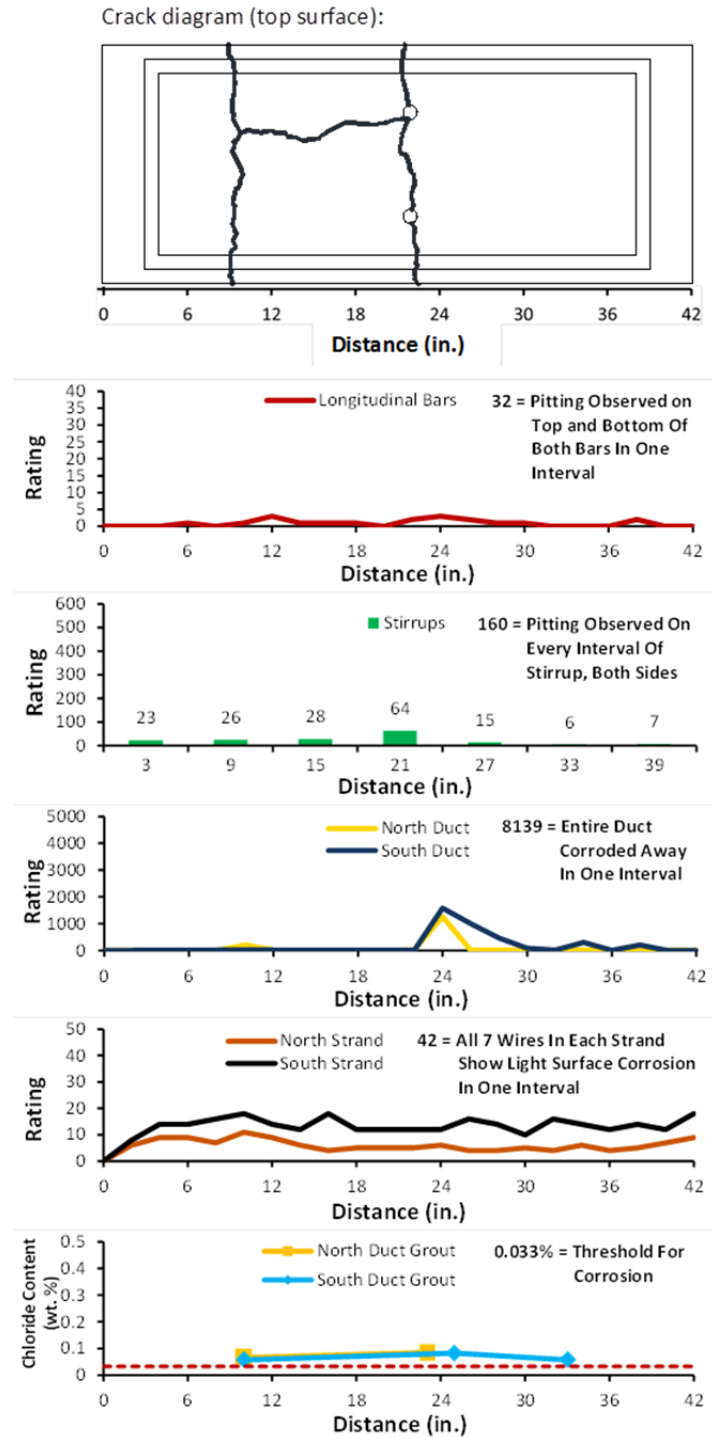 Crack diagram (top surface):
0 6 12 18 24 30 36 42
Distance (in.)
Rating
40
35
30
25
20
15
10
5
0
Longitudinal Bars
32 = Pitting Observed on
Top and Bottom Of
Both Bars In One
Interval
0 6 12 18 24 30 36 42
Distance (in.)
Rating
600
500
400
300
200
100
0
Stirrups
160 = Pitting Observed On
Every Interval Of
Stirrup, Both Sides
23 26 28 64 15 6 7
3 9 15 21 27 33 39
Distance (in.)
Rating
5000
4000
3000
2000
1000
0
North Duct
South Duct
8139 = Entire Duct
Corroded Away
In One Interval
0 6 12 18 24 30 36 42
Distance (in.)
Rating
50
40
30
20
10
0
North Strand
South Strand
42 = All 7 Wires In Each Strand
Show Light Surface Corrosion
In One Interval
0 6 12 18 24 30 36 42
Distance (in.)
Chloride Content
(wt. %)
0.5
0.4
0.3
0.2
0.1
0
North Duct Grout
South Duct Grout
0.033% = Threshold For
Corrosion
0 6 12 18 24 30 36 42
Distance (in.)